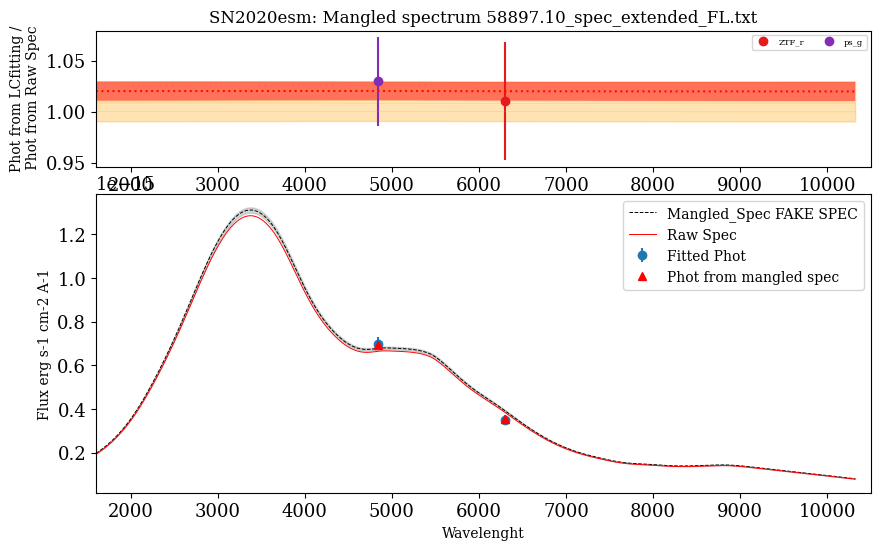 SN2020esm: Mangled spectrum 58897.10_spec_extended_FL.txt
Phot from LCfitting /
Phot from Raw Spec
1.05
1.00
0.95
ZTF_r
ps_g
2000 3000 4000 5000 6000 7000 8000 9000 10000
1e−15
Flux erg s-1 cm-2 A-1
1.2
1.0
0.8
0.6
0.4
0.2
Mangled_Spec FAKE SPEC
Raw Spec
Fitted Phot
Phot from mangled spec
2000 3000 4000 5000 6000 7000 8000 9000 10000
Wavelenght